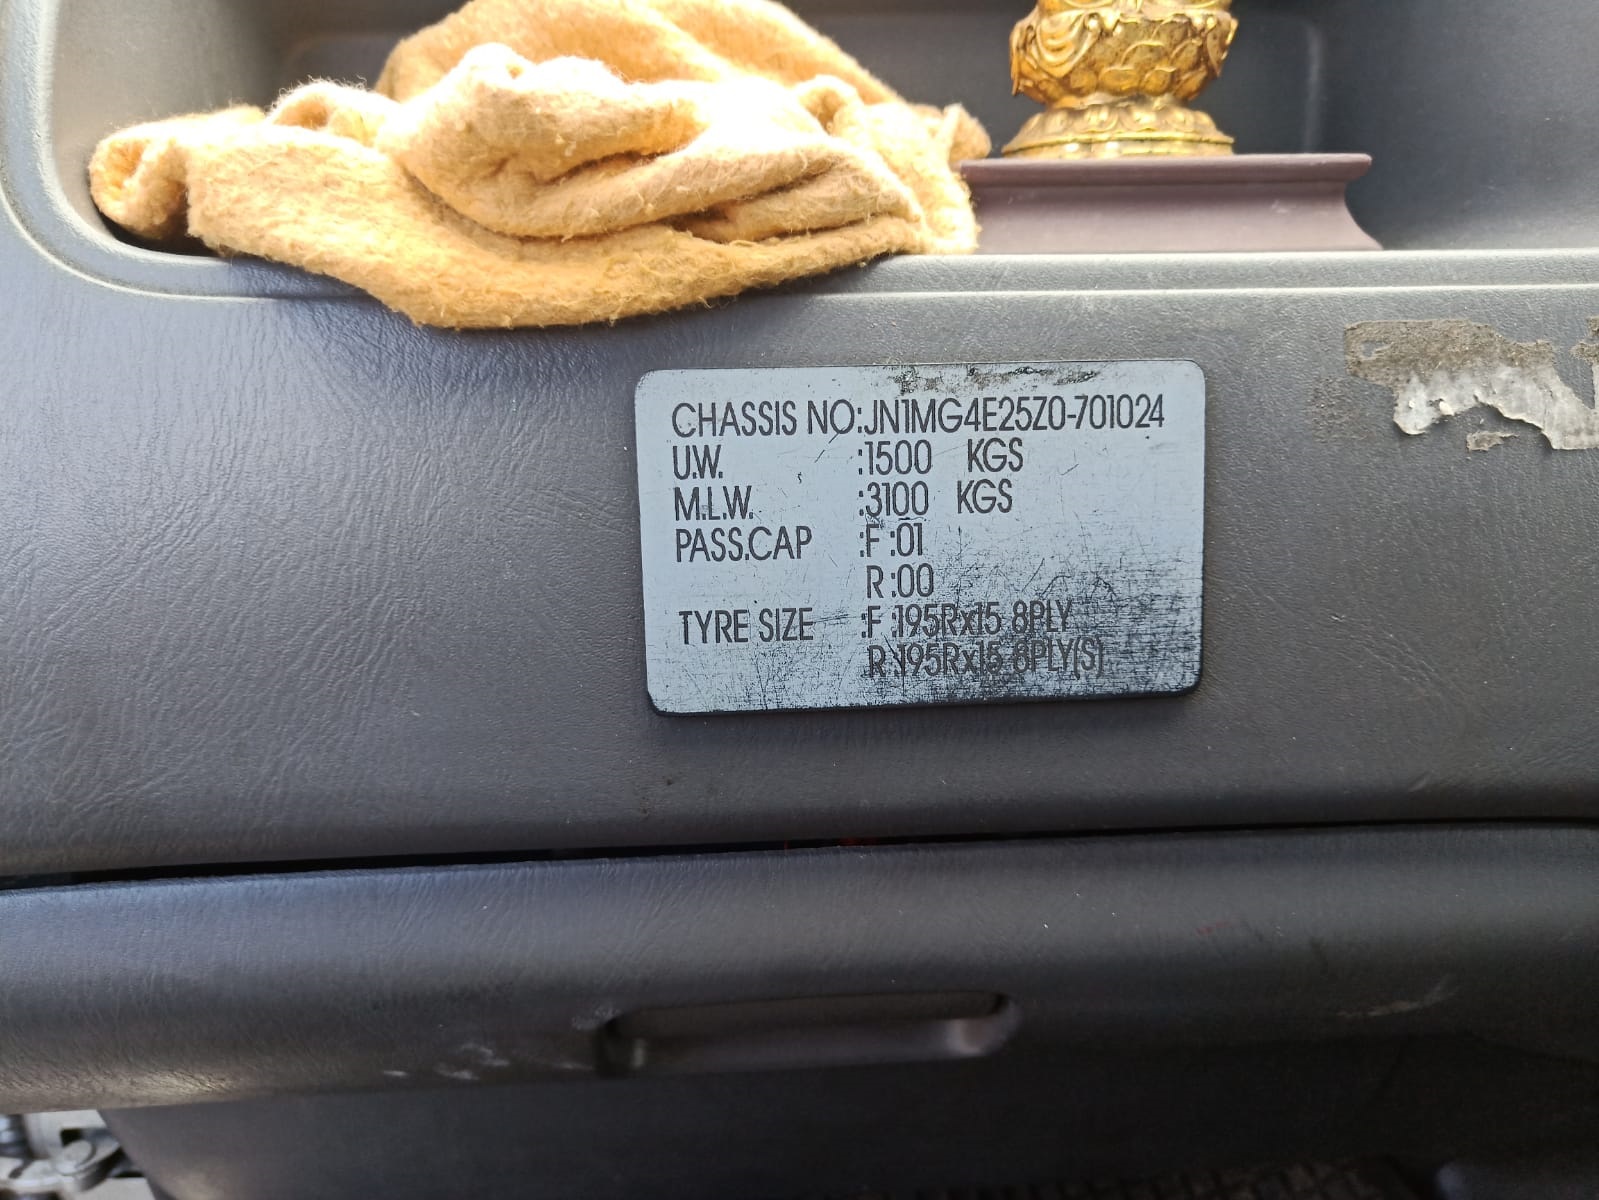 CHASSIS NO:JN1MG4E25Z0-701024
U.W. :1500 KGS
M.L.W. :3100 KGS
PASS.CAP :F :01
R :00
TYRE SIZE :F :195Rx15 8PLY
R :195Rx15 8PLY(S)